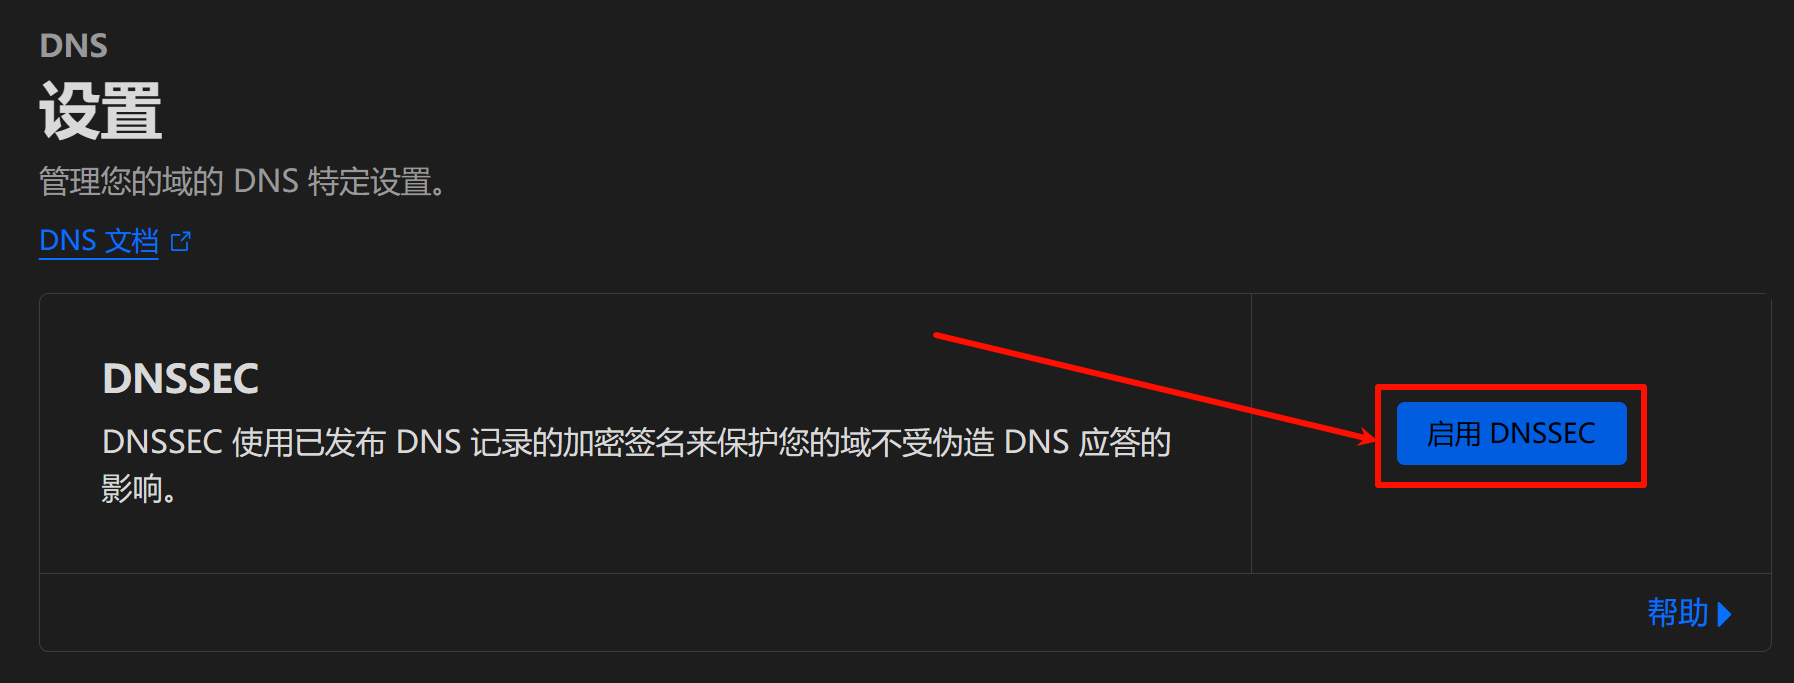 DNS
设置
管理您的域的 DNS 特定设置。
DNS 文档
DNSSEC
DNSSEC 使用已发布 DNS 记录的加密签名来保护您的域不受伪造 DNS 应答的
影响。
启用 DNSSEC
帮助